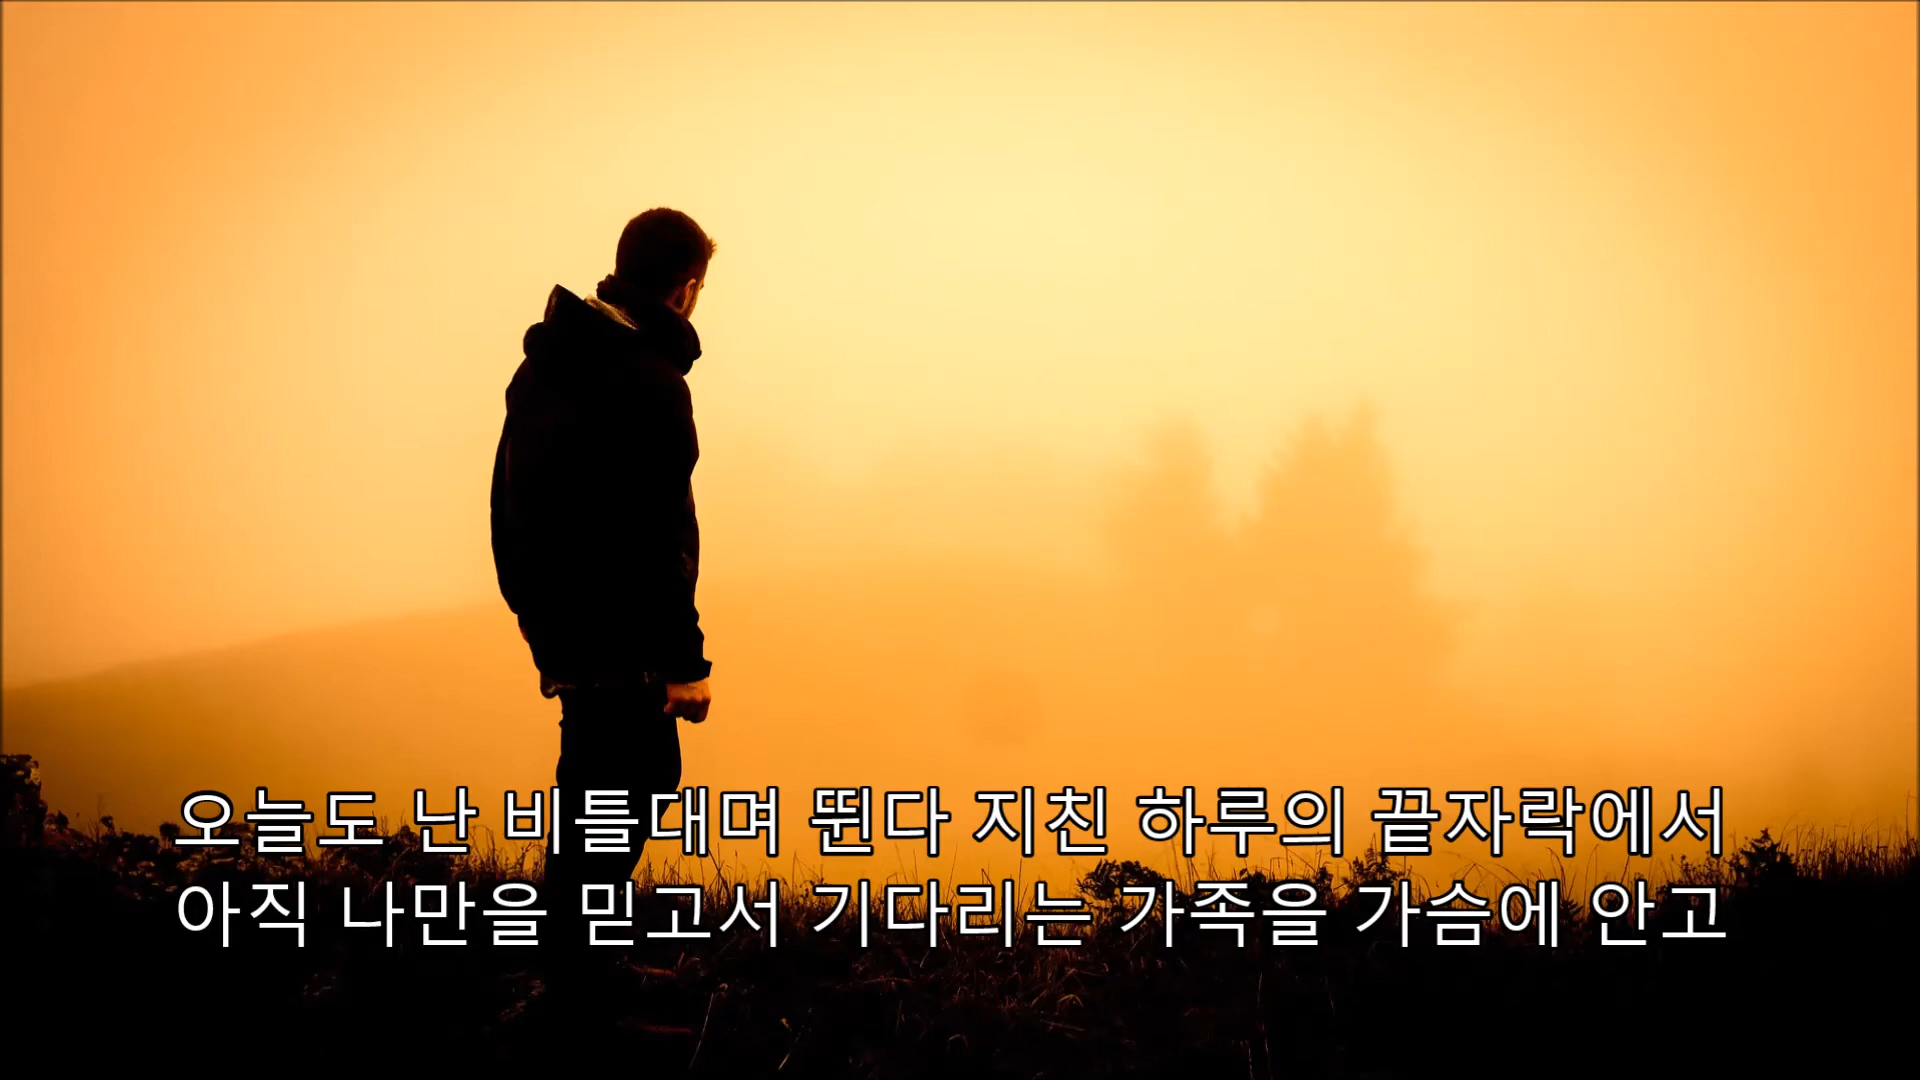 오늘도 난 비틀대며 뛴다 지친 하루의 끝자락에서
아직 나만을 믿고서 기다리는 가족을 가슴에 안고